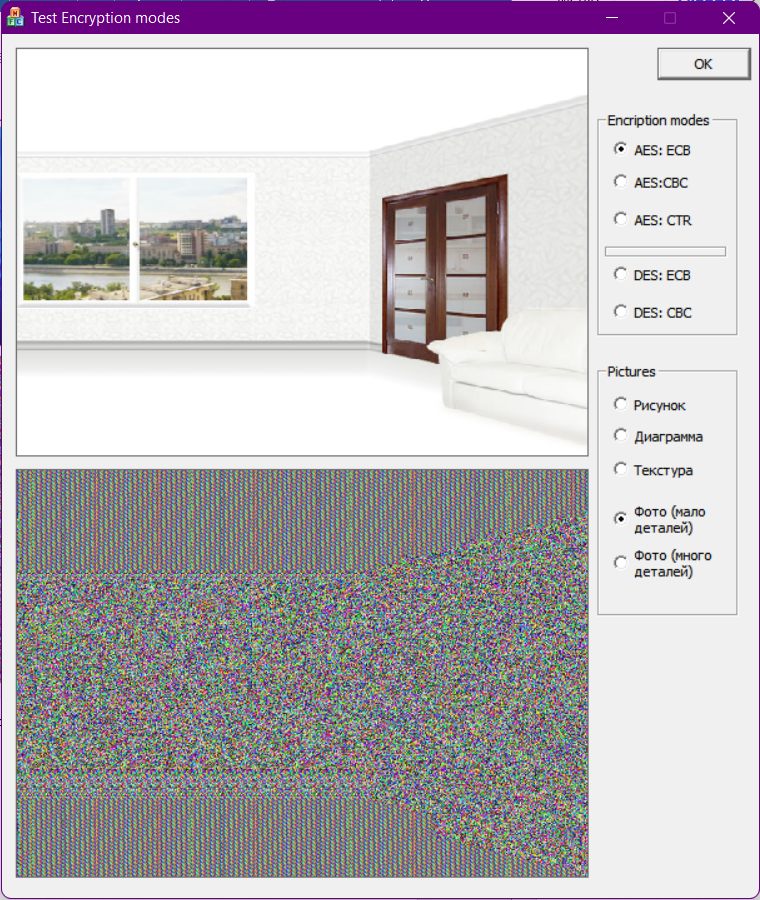 Test Encryption modes
OK
Encription modes
AES: ECB
AES:CBC
AES: CTR
DES: ECB
DES: CBC
Pictures
Рисунок
Диаграмма
Текстура
Фото (мало
деталей)
Фото (много
деталей)